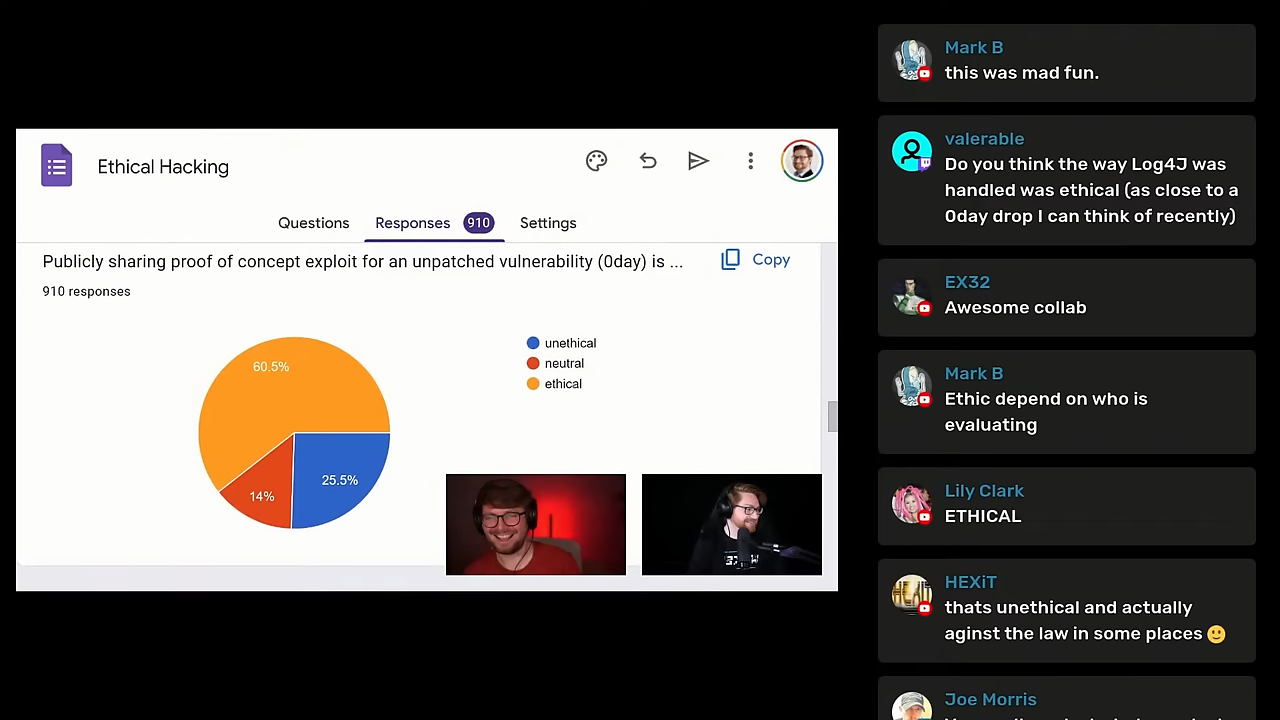 Ethical Hacking
Questions
Responses 910
Settings
Publicly sharing proof of concept exploit for an unpatched vulnerability (0day) is ...
Copy
910 responses
60.5%
14%
25.5%
unethical
neutral
ethical
Mark B
this was mad fun.
valerable
Do you think the way Log4J was
handled was ethical (as close to a
0day drop I can think of recently)
EX32
Awesome collab
Mark B
Ethic depend on who is
evaluating
Lily Clark
ETHICAL
HEXiT
thats unethical and actually
aginst the law in some places 🙂
Joe Morris